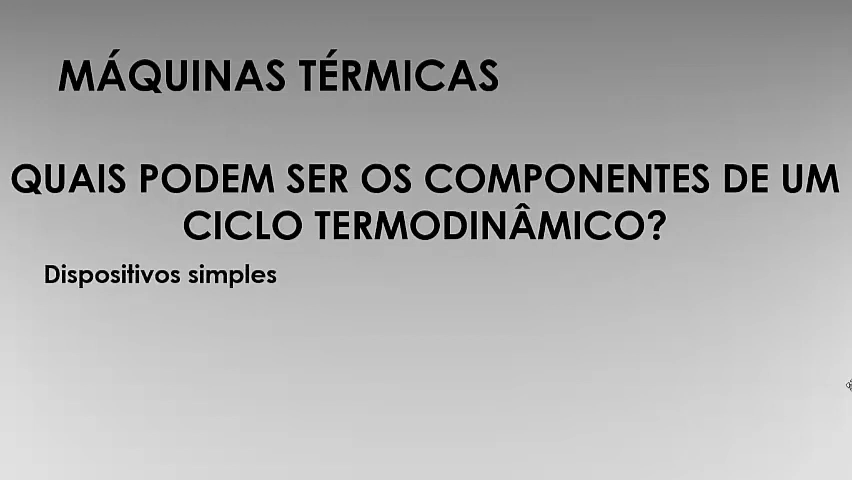 MÁQUINAS TÉRMICAS
QUAIS PODEM SER OS COMPONENTES DE UM
CICLO TERMODINÂMICO?
Dispositivos simples